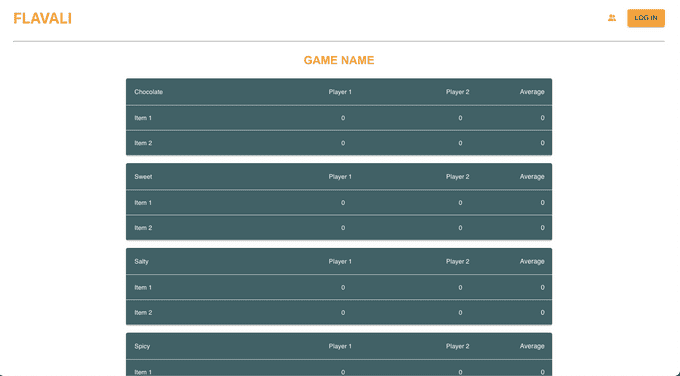 FLAVALI
LOG IN
GAME NAME
Chocolate Player 1 Player 2 Average
Item 1 0 0 0
Item 2 0 0 0
Sweet Player 1 Player 2 Average
Item 1 0 0 0
Item 2 0 0 0
Salty Player 1 Player 2 Average
Item 1 0 0 0
Item 2 0 0 0
Spicy Player 1 Player 2 Average
Item 1 0 0 0